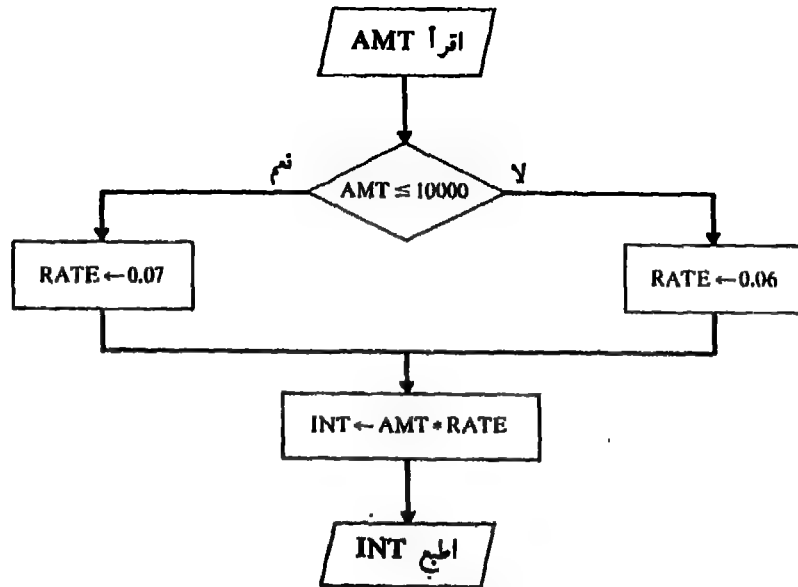 اقرأ AMT
نعم
AMT ≤ 10000
لا
RATE ← 0.07
RATE ← 0.06
INT ← AMT * RATE
اطبع INT